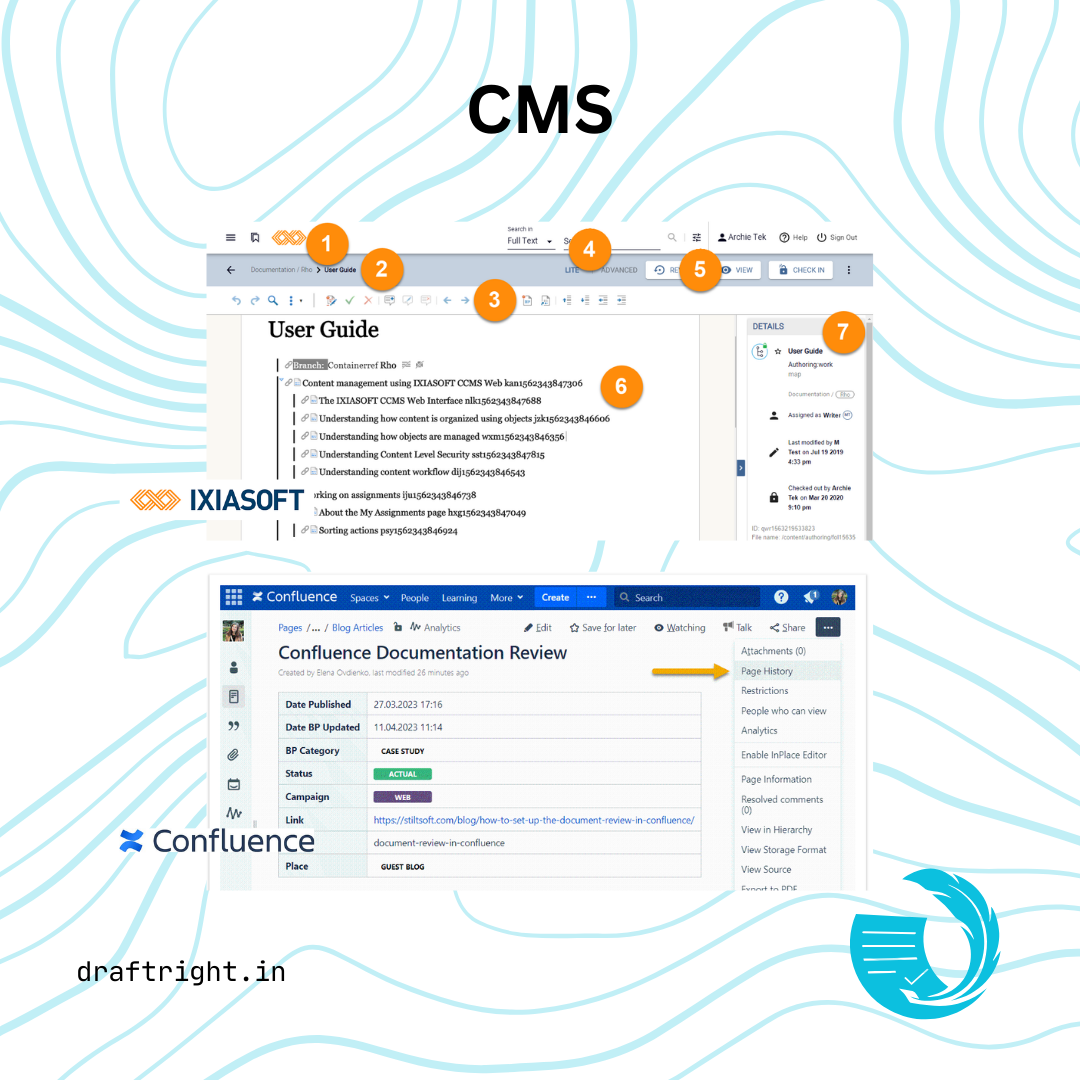 CMS
Search in
Full Text
LITE
ADVANCED
VIEW
CHECK IN
Archie Tek
Help
Sign Out
1
2
3
4
5
6
7
Documentation / Rho > User Guide
User Guide
Branch: Containerref Rho
Content management using IXIASOFT CCMS Web kan1562343847306
The IXIASOFT CCMS Web Interface nlk1562343847688
Understanding how content is organized using objects jzk1562343846606
Understanding how objects are managed wxm1562343846356
Understanding Content Level Security sst1562343847815
Understanding content workflow dij1562343846543
rking on assignments iju1562343846738
About the My Assignments page hxg1562343847049
Sorting actions psy1562343846924
DETAILS
User Guide
Authoring:work
map
Documentation / Rho
Assigned as Writer
Last modified by M
Test on Jul 19 2019
4:33 pm
Checked out by Archie
Tek on Mar 20 2020
9:10 pm
IXIASOFT
Confluence
Spaces
People
Learning
More
Create
Search
Pages /... / Blog Articles
Analytics
Edit
Save for later
Watching
Talk
Share
Confluence Documentation Review
Created by Elena Ovdienko, last modified 26 minutes ago
Date Published 27.03.2023 17:16
Date BP Updated 11.04.2023 11:14
BP Category CASE STUDY
Status ACTUAL
Campaign WEB
Link https://stiltsoft.com/blog/how-to-set-up-the-document-review-in-confluence/
document-review-in-confluence
Place GUEST BLOG
Attachments (0)
Page History
Restrictions
People who can view
Analytics
Enable InPlace Editor
Page Information
Resolved comments
(0)
View in Hierarchy
View Storage Format
View Source
Export to PDF
Confluence
draftright.in